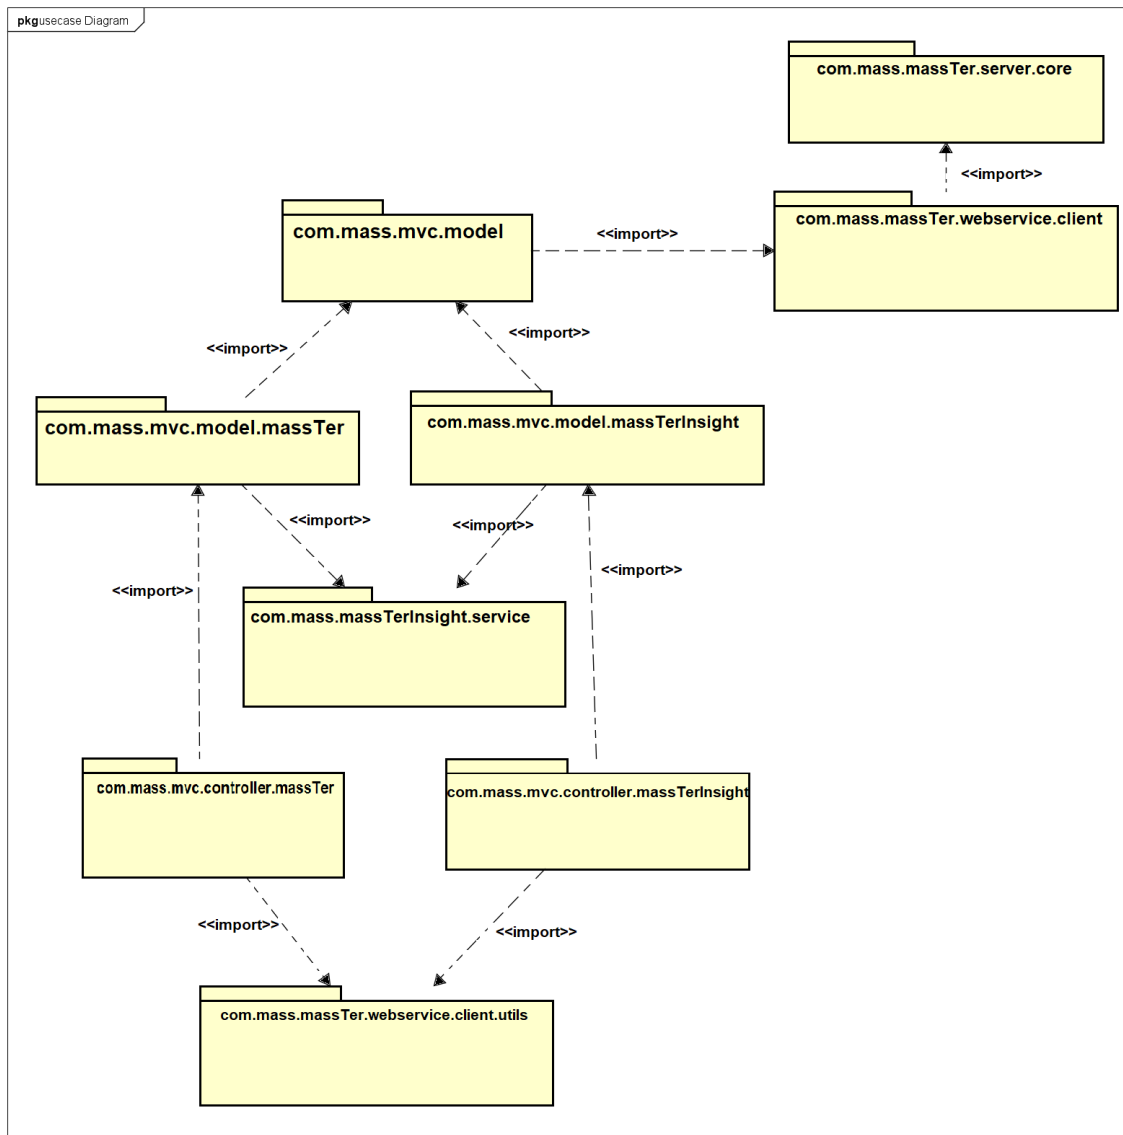 pkgusecase Diagram
com.mass.massTer.server.core
<<import>>
com.mass.massTer.webservice.client
com.mass.mvc.model
<<import>>
<<import>>
<<import>>
com.mass.mvc.model.massTer
com.mass.mvc.model.massTerInsight
<<import>>
<<import>>
<<import>>
<<import>>
com.mass.massTerInsight.service
com.mass.mvc.controller.massTer
com.mass.mvc.controller.massTerInsight
<<import>>
<<import>>
com.mass.massTer.webservice.client.utils